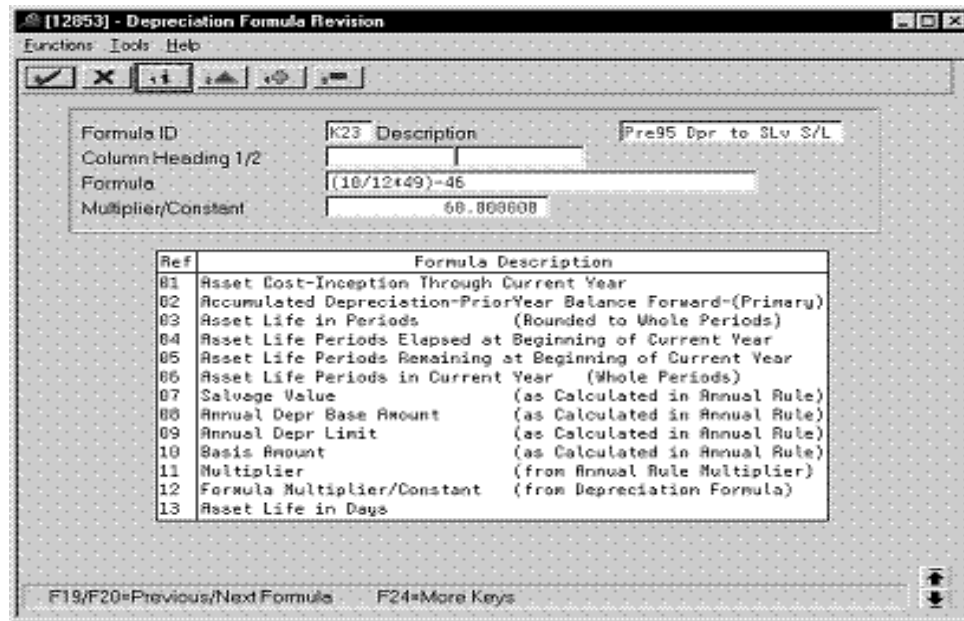 [12853] - Depreciation Formula Revision
Functions Tools Help
Formula ID K23 Description Pre95 Dpr to SLv S/L
Column Heading 1/2
Formula (10/12*49)-46
Multiplier/Constant 60.000000
Ref Formula Description
01 Asset Cost-Inception Through Current Year
02 Accumulated Depreciation-PriorYear Balance Forward-(Primary)
03 Asset Life in Periods (Rounded to Whole Periods)
04 Asset Life Periods Elapsed at Beginning of Current Year
05 Asset Life Periods Remaining at Beginning of Current Year
06 Asset Life Periods in Current Year (Whole Periods)
07 Salvage Value (as Calculated in Annual Rule)
08 Annual Depr Base Amount (as Calculated in Annual Rule)
09 Annual Depr Limit (as Calculated in Annual Rule)
10 Basis Amount (as Calculated in Annual Rule)
11 Multiplier (from Annual Rule Multiplier)
12 Formula Multiplier/Constant (from Depreciation Formula)
13 Asset Life in Days
F19/F20=Previous/Next Formula F24=More Keys